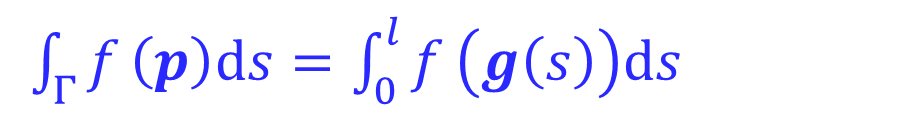 ∫_Γ f(𝒑)ds = ∫_0^l f(𝒈(s))ds